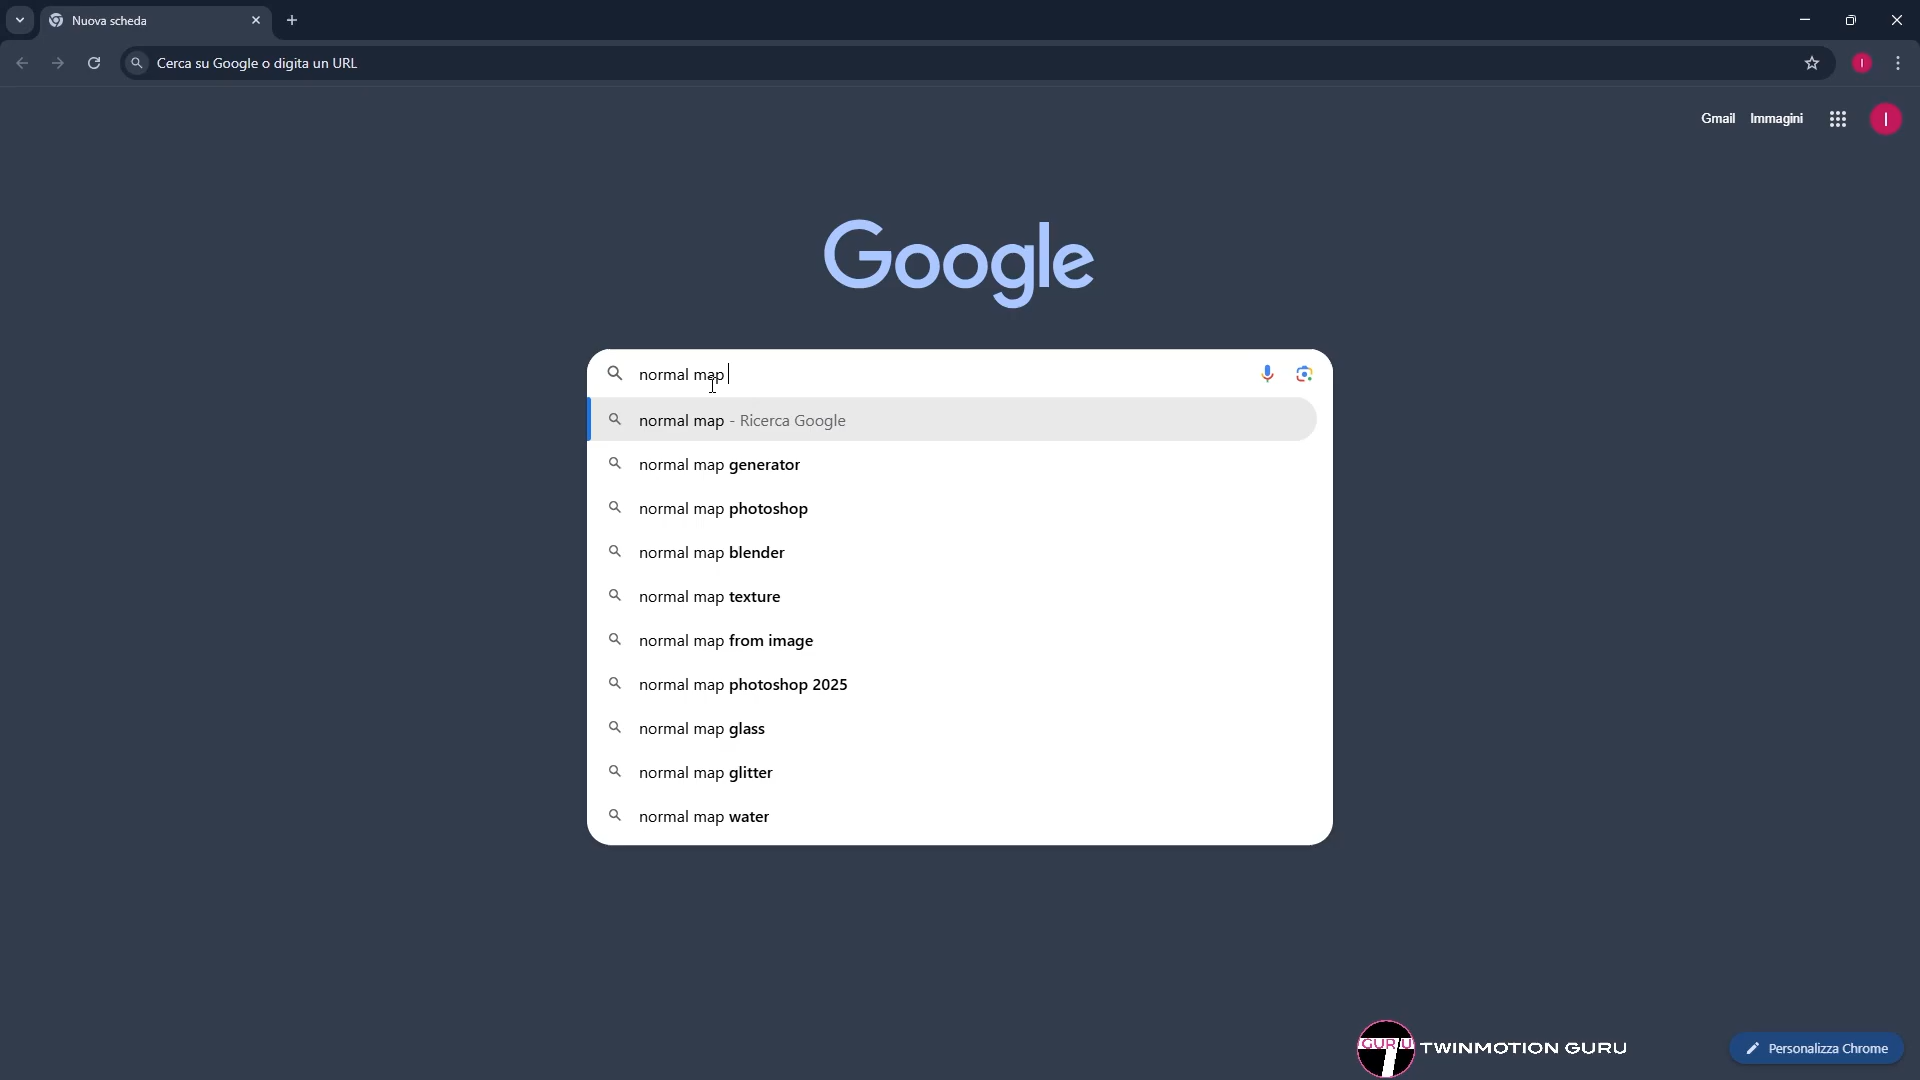 Nuova scheda
Cerca su Google o digita un URL
Gmail Immagini
I
I
Google
normal map
normal map - Ricerca Google
normal map generator
normal map photoshop
normal map blender
normal map texture
normal map from image
normal map photoshop 2025
normal map glass
normal map glitter
normal map water
GURU
TWINMOTION GURU
Personalizza Chrome